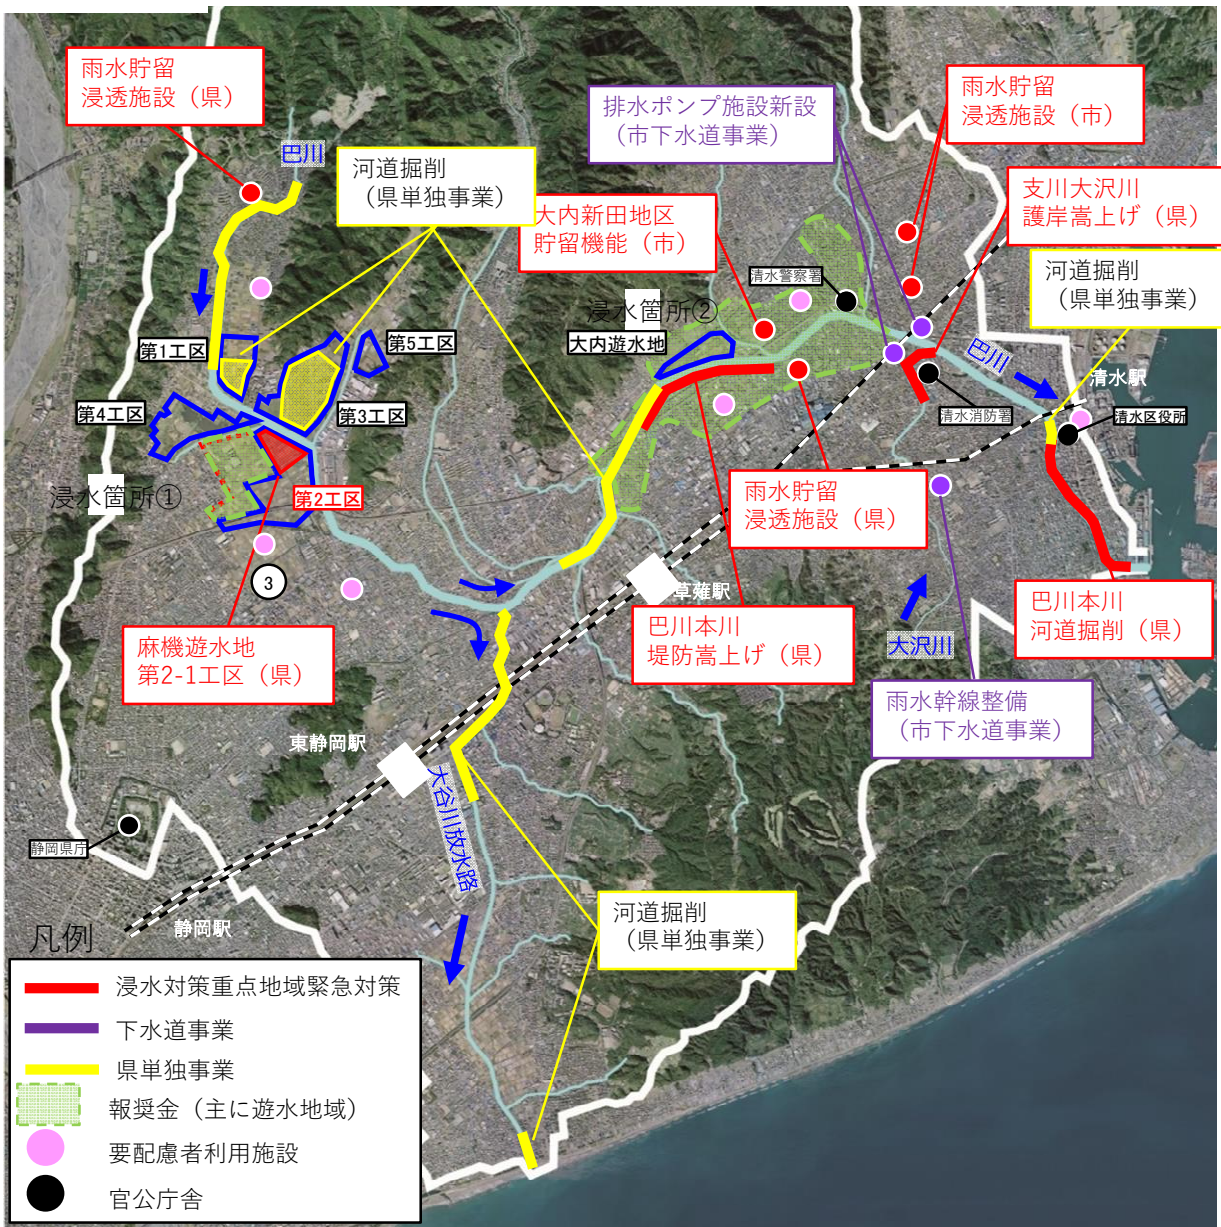 雨水貯留
浸透施設（県）
巴川
河道掘削
（県単独事業）
排水ポンプ施設新設
（市下水道事業）
雨水貯留
浸透施設（市）
大内新田地区
貯留機能（市）
支川大沢川
護岸嵩上げ（県）
河道掘削
（県単独事業）
清水警察署
浸水箇所②
大内遊水地
第1工区
第5工区
第4工区
第3工区
巴川
清水駅
清水消防署
清水区役所
浸水箇所①
第2工区
雨水貯留
浸透施設（県）
3
草薙駅
麻機遊水地
第2-1工区（県）
巴川本川
堤防嵩上げ（県）
大沢川
巴川本川
河道掘削（県）
雨水幹線整備
（市下水道事業）
東静岡駅
大谷川放水路
静岡県庁
静岡駅
河道掘削
（県単独事業）
凡例
浸水対策重点地域緊急対策
下水道事業
県単独事業
報奨金（主に遊水地域）
要配慮者利用施設
官公庁舎